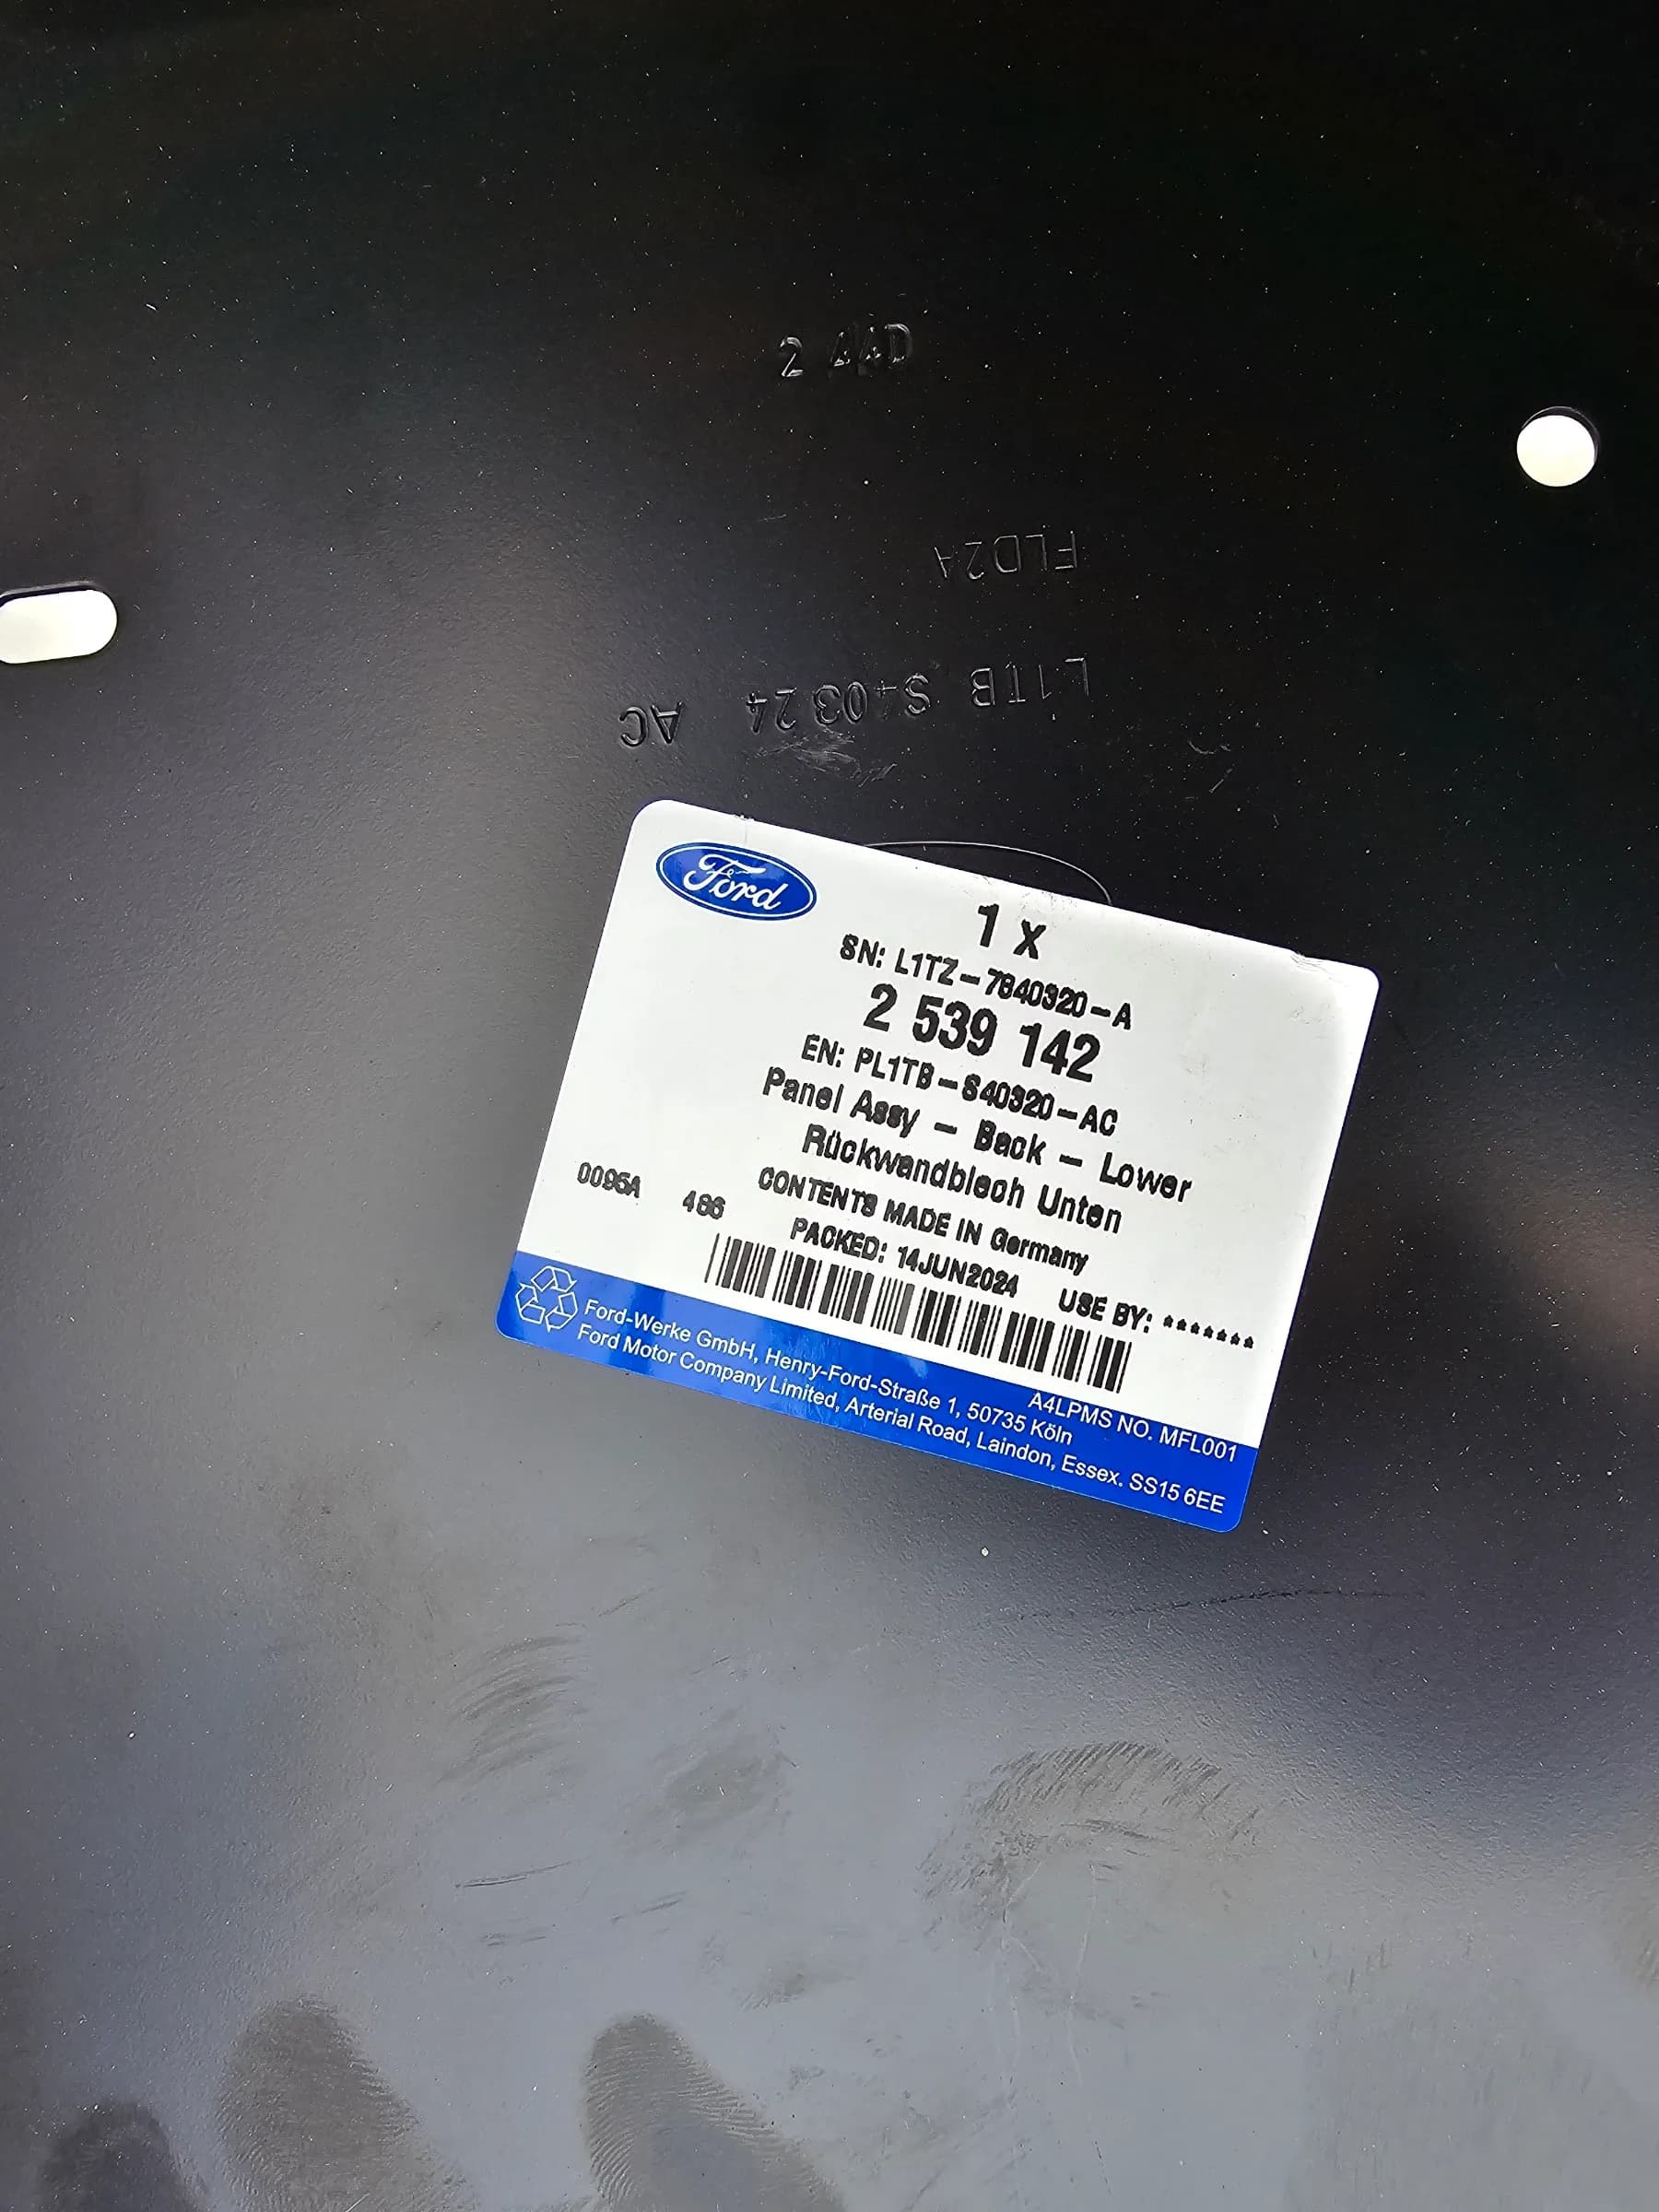 2 44D
FLD2A
L1TB S40324 AC
Ford
1 X
SN: L1TZ-7840320-A
2 539 142
EN: PL1TB-S40320-AC
Panel Assy - Back - Lower
Rückwandblech Unten
CONTENTS MADE IN Germany
0095A 466 PACKED: 14JUN2024 USE BY: *******
A4LPMS NO. MFL001
Ford-Werke GmbH, Henry-Ford-Straße 1, 50735 Köln
Ford Motor Company Limited, Arterial Road, Laindon, Essex. SS15 6EE